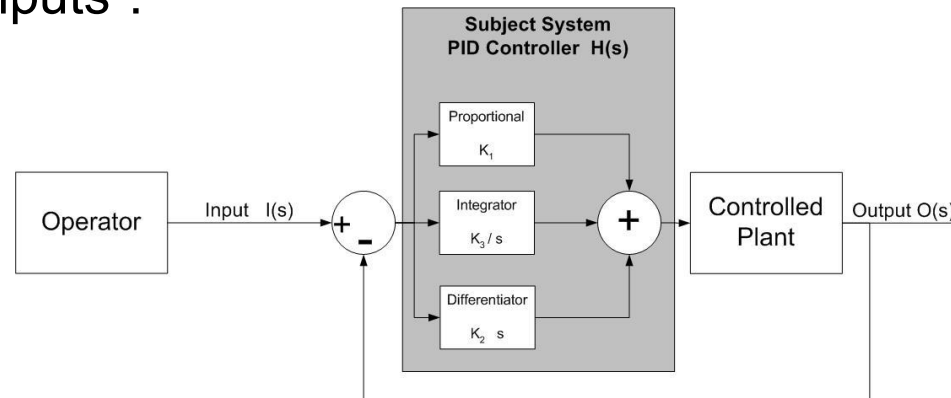 Subject System
PID Controller H(s)
Proportional
K₁
Operator
Input I(s)
+
-
Integrator
K₃ / s
+
Controlled
Plant
Output O(s)
Differentiator
K₂ s